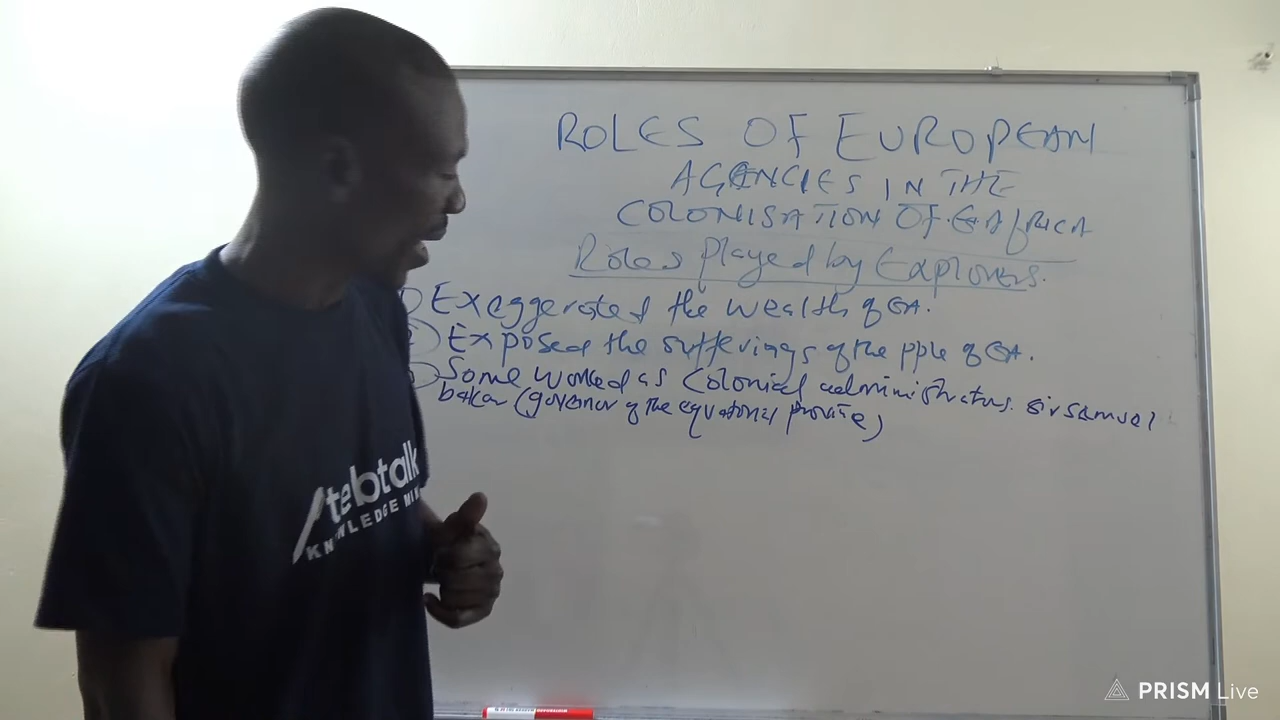 ROLES OF EUROPEAN
AGENCIES IN THE
COLONISATION OF E.AfRICA
Roles played by Explorers.
Exaggerated the wealth of EA.
Exposed the sufferings of the pple of EA.
Some worked as colonial administrators. Sir Samuel
baker (governor of the equatorial province)
tebtalk
KNOWLEDGE
PRISM Live